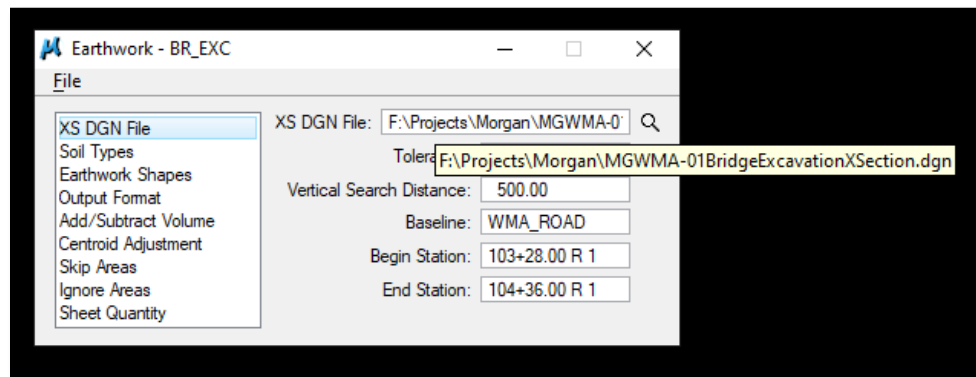 Earthwork - BR_EXC
File
XS DGN File
Soil Types
Earthwork Shapes
Output Format
Add/Subtract Volume
Centroid Adjustment
Skip Areas
Ignore Areas
Sheet Quantity
XS DGN File: F:\Projects\Morgan\MGWMA-0
F:\Projects\Morgan\MGWMA-01BridgeExcavationXSection.dgn
Vertical Search Distance: 500.00
Baseline: WMA_ROAD
Begin Station: 103+28.00 R 1
End Station: 104+36.00 R 1